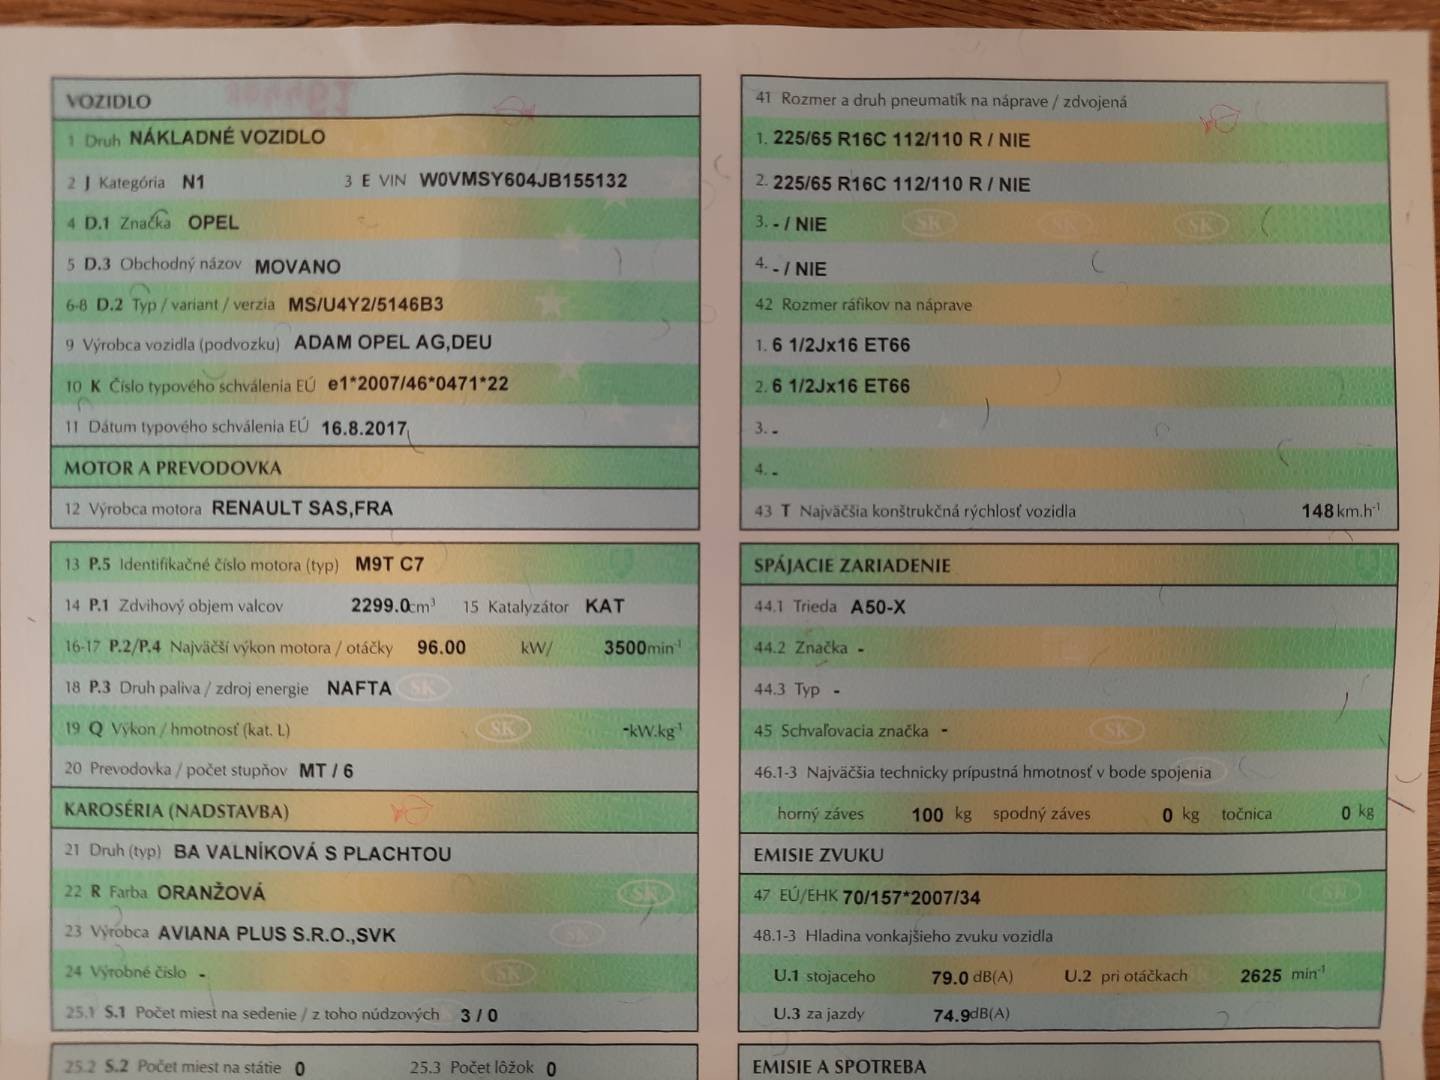 VOZIDLO
1 Druh NÁKLADNÉ VOZIDLO
2 J Kategória N1 3 E VIN W0VMSY604JB155132
4 D.1 Značka OPEL
5 D.3 Obchodný názov MOVANO
6-8 D.2 Typ / variant / verzia MS/U4Y2/5146B3
9 Výrobca vozidla (podvozku) ADAM OPEL AG,DEU
10 K Číslo typového schválenia EÚ e1*2007/46*0471*22
11 Dátum typového schválenia EÚ 16.8.2017
MOTOR A PREVODOVKA
12 Výrobca motora RENAULT SAS,FRA
13 P.5 Identifikačné číslo motora (typ) M9T C7
14 P.1 Zdvihový objem valcov 2299.0cm³ 15 Katalyzátor KAT
16-17 P.2/P.4 Najväčší výkon motora / otáčky 96.00 kW/ 3500min⁻¹
18 P.3 Druh paliva / zdroj energie NAFTA SK
19 Q Výkon / hmotnosť (kat. L) SK -kW.kg⁻¹
20 Prevodovka / počet stupňov MT / 6
KAROSÉRIA (NADSTAVBA)
21 Druh (typ) BA VALNÍKOVÁ S PLACHTOU
22 R Farba ORANŽOVÁ SK
23 Výrobca AVIANA PLUS S.R.O.,SVK SK
24 Výrobné číslo - SK
25.1 S.1 Počet miest na sedenie / z toho núdzových 3 / 0
25.2 S.2 Počet miest na státie 0 25.3 Počet lôžok 0
41 Rozmer a druh pneumatík na náprave / zdvojená
1. 225/65 R16C 112/110 R / NIE
2. 225/65 R16C 112/110 R / NIE
3. - / NIE SK SK SK
4. - / NIE
42 Rozmer ráfikov na náprave
1. 6 1/2Jx16 ET66
2. 6 1/2Jx16 ET66
3. -
4. -
43 T Najväčšia konštrukčná rýchlosť vozidla 148 km.h⁻¹
SPÁJACIE ZARIADENIE
44.1 Trieda A50-X
44.2 Značka -
44.3 Typ -
45 Schvaľovacia značka - SK
46.1-3 Najväčšia technicky prípustná hmotnosť v bode spojenia
horný záves 100 kg spodný záves 0 kg točnica 0 kg
EMISIE ZVUKU
47 EÚ/EHK 70/157*2007/34 SK
48.1-3 Hladina vonkajšieho zvuku vozidla
U.1 stojaceho 79.0 dB(A) U.2 pri otáčkach 2625 min⁻¹
U.3 za jazdy 74.9dB(A)
EMISIE A SPOTREBA